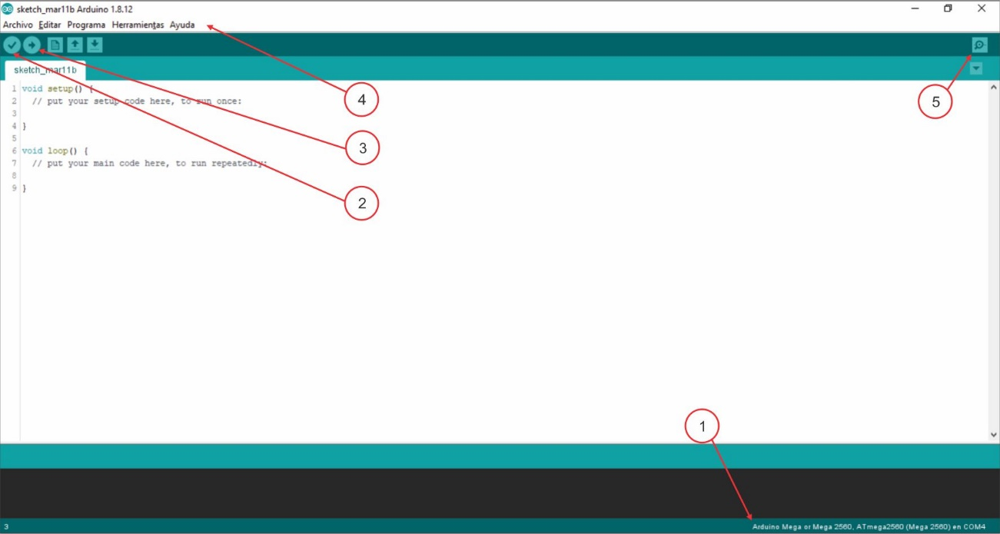 sketch_mar11b Arduino 1.8.12
Archivo Editar Programa Herramientas Ayuda
sketch_mar11b
1 void setup() {
2 // put your setup code here, to run once:
3
4 }
5
6 void loop() {
7 // put your main code here, to run repeatedly:
8
9 }
4
5
3
2
1
3
Arduino Mega or Mega 2560, ATmega2560 (Mega 2560) en COM4